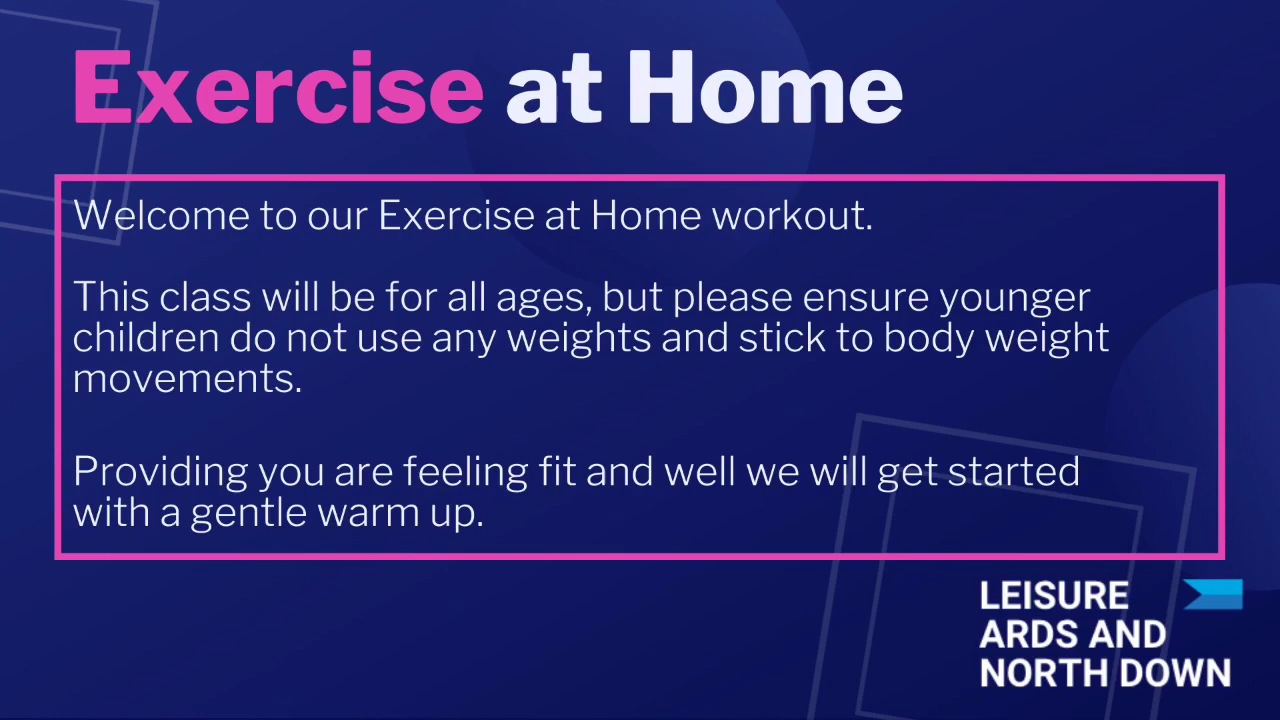 Exercise at Home
Welcome to our Exercise at Home workout.
This class will be for all ages, but please ensure younger
children do not use any weights and stick to body weight
movements.
Providing you are feeling fit and well we will get started
with a gentle warm up.
LEISURE
ARDS AND
NORTH DOWN